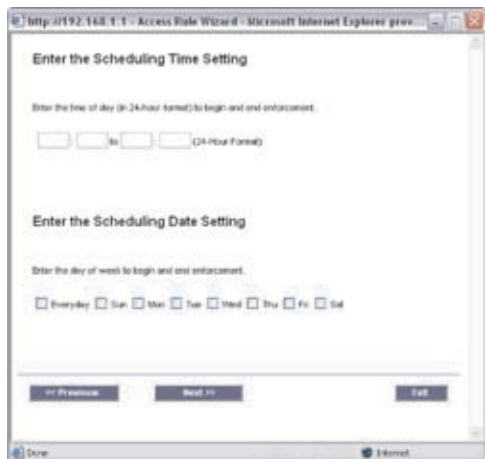 http://192.168.1.1 - Access Rule Wizard - Microsoft Internet Explorer prov...
Enter the Scheduling Time Setting
Enter the time of day (in 24-hour format) to begin and end enforcement.
: to : (24-Hour Format)
Enter the Scheduling Date Setting
Enter the day of week to begin and end enforcement.
Everyday Sun Mon Tue Wed Thu Fri Sat
<< Previous Next >> Exit
Done Internet